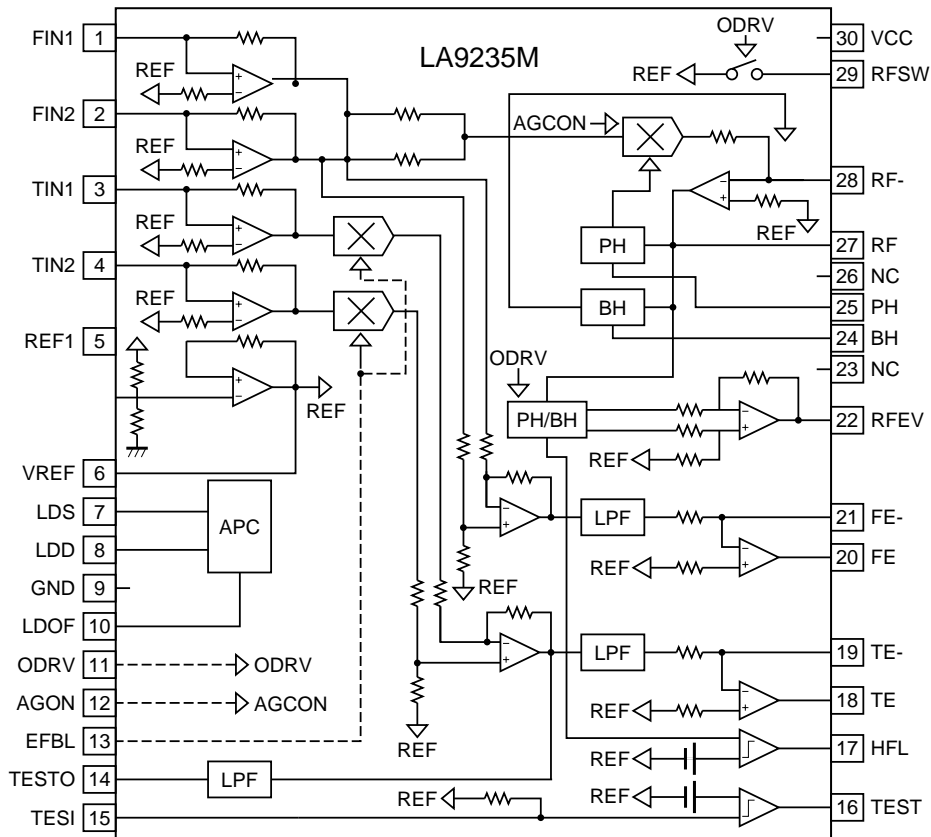 LA9235M
FIN1 1
FIN2 2
TIN1 3
TIN2 4
REF1 5
VREF 6
LDS 7
LDD 8
GND 9
LDOF 10
ODRV 11
AGON 12
EFBL 13
TESTO 14
TESI 15
REF
REF
REF
REF
REF
APC
ODRV
AGCON
LPF
AGCON
ODRV
REF
PH
BH
REF
ODRV
PH/BH
REF
REF
LPF
REF
REF
LPF
REF
REF
REF
REF
30 VCC
29 RFSW
28 RF-
27 RF
26 NC
25 PH
24 BH
23 NC
22 RFEV
21 FE-
20 FE
19 TE-
18 TE
17 HFL
16 TEST